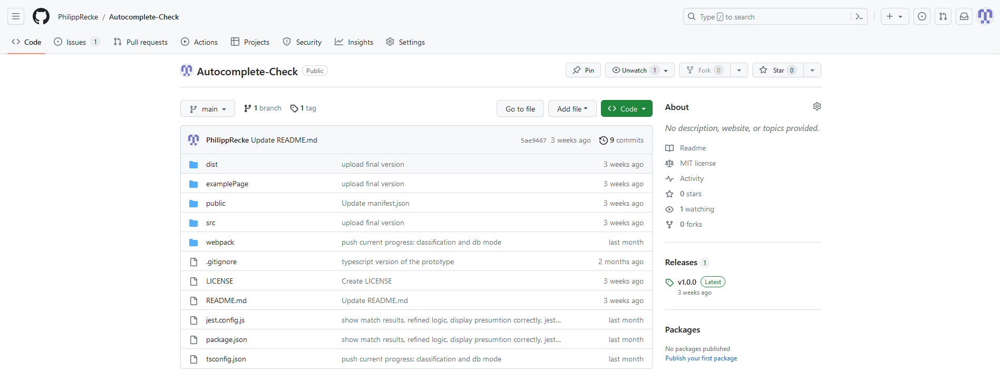 PhilippRecke / Autocomplete-Check
Type / to search
Code Issues 1 Pull requests Actions Projects Security Insights Settings
Autocomplete-Check Public
Pin Unwatch 1 Fork 0 Star 0
main 1 branch 1 tag Go to file Add file Code
PhilippRecke Update README.md 5ae9467 3 weeks ago 9 commits
dist upload final version 3 weeks ago
examplePage upload final version 3 weeks ago
public Update manifest.json 3 weeks ago
src upload final version 3 weeks ago
webpack push current progress: classification and db mode last month
.gitignore typescript version of the prototype 2 months ago
LICENSE Create LICENSE 3 weeks ago
README.md Update README.md 3 weeks ago
jest.config.js show match results, refined logic, display presumtion correctly, jest... last month
package.json show match results, refined logic, display presumtion correctly, jest... last month
tsconfig.json push current progress: classification and db mode last month
About
No description, website, or topics provided.
Readme
MIT license
Activity
0 stars
1 watching
0 forks
Releases 1
v1.0.0 Latest
3 weeks ago
Packages
No packages published
Publish your first package